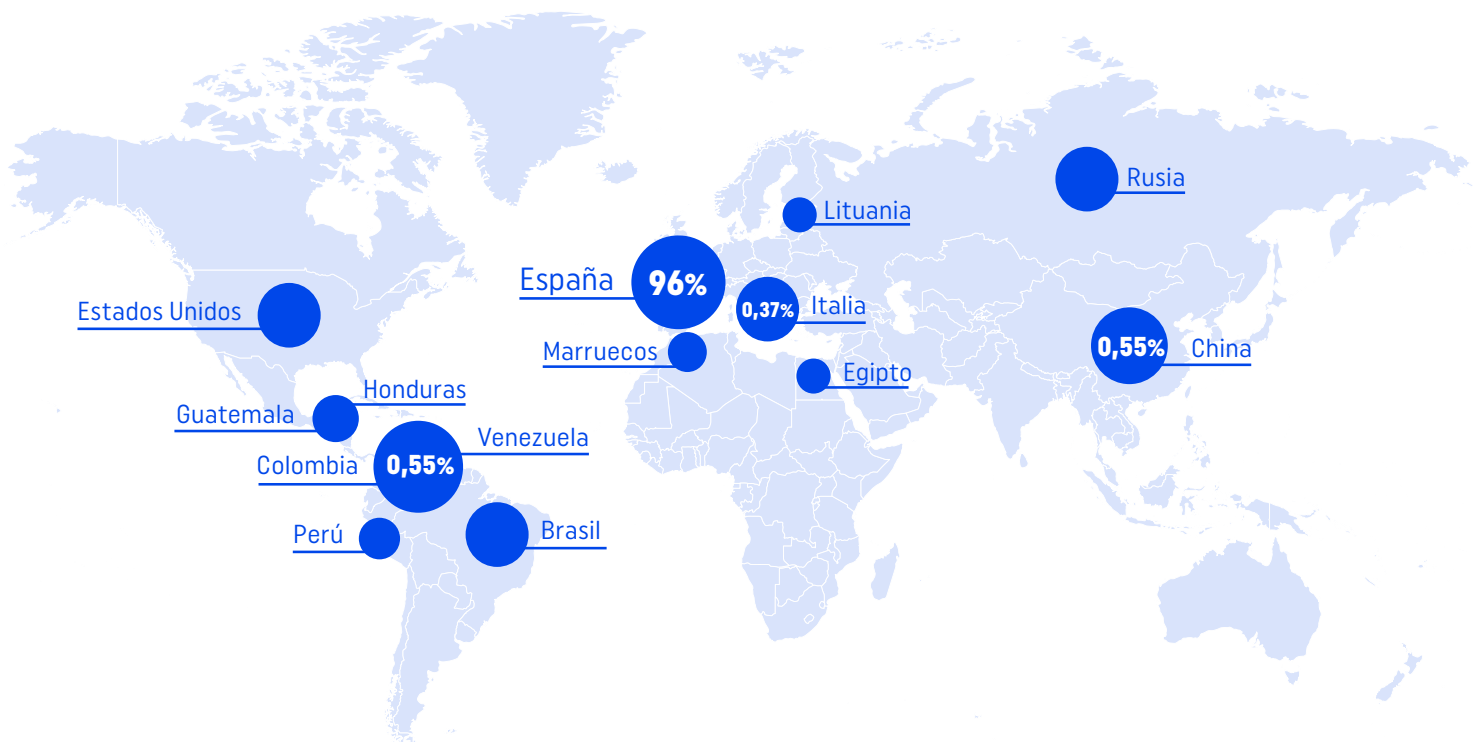 Rusia
Lituania
España
96%
0,37%
Italia
Estados Unidos
Marruecos
0,55%
China
Egipto
Honduras
Guatemala
Venezuela
Colombia
0,55%
Perú
Brasil